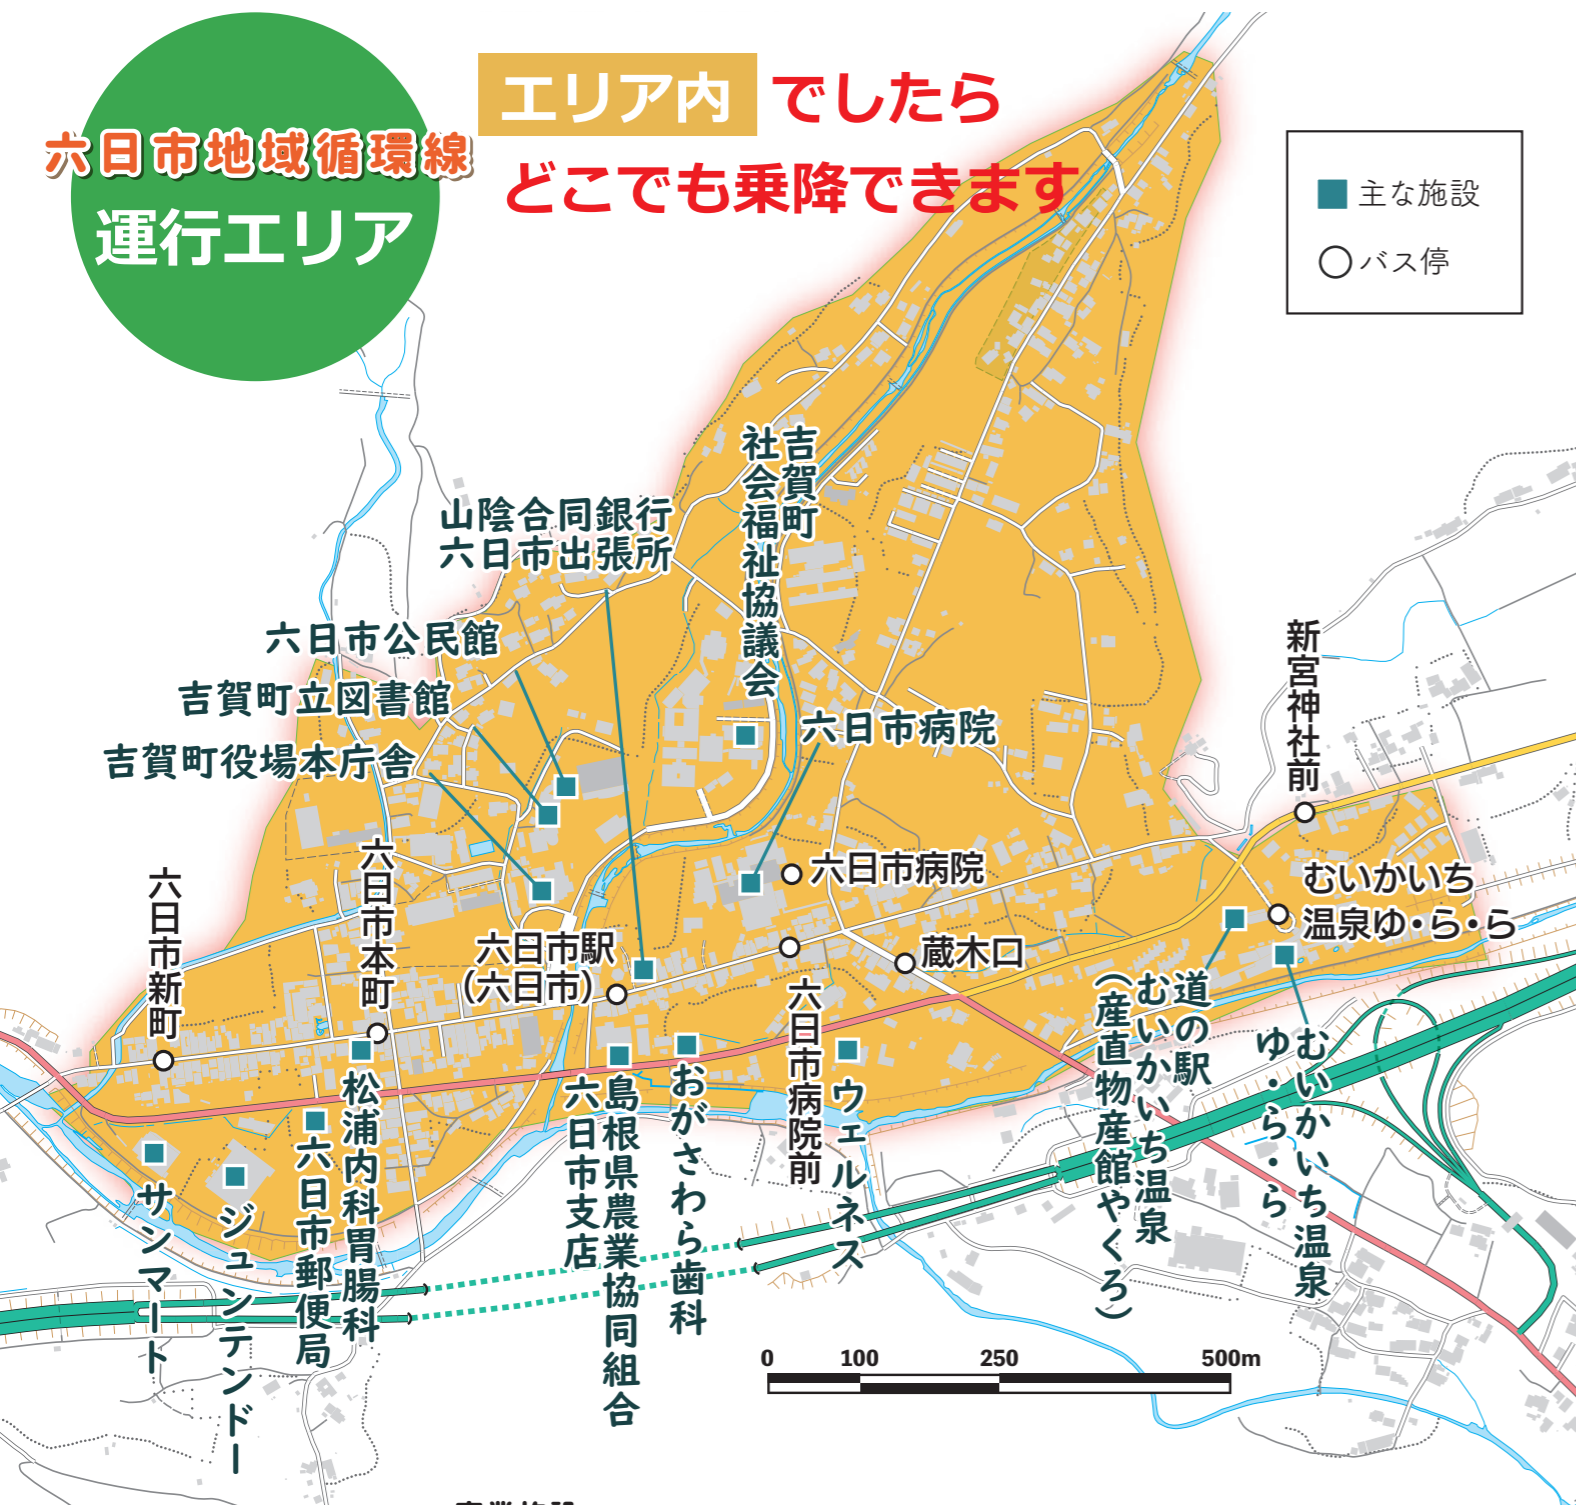 六日市地域循環線
運行エリア
エリア内 でしたら
どこでも乗降できます
主な施設
バス停
吉賀町
社会福祉協議会
山陰合同銀行
六日市出張所
六日市公民館
吉賀町立図書館
吉賀町役場本庁舎
六日市病院
新宮神社前
六日市病院
むいかいち
温泉ゆ・ら・ら
六日市新町
六日市本町
六日市駅
(六日市)
蔵木口
六日市病院前
道の駅
むいかいち温泉
(産直物産館やくろ)
むいかいち温泉
ゆ・ら・ら
サンマート
ジュンテンドー
六日市郵便局
松浦内科胃腸科
島根県農業協同組合
六日市支店
おがさわら歯科
ウェルネス
0 100 250 500m